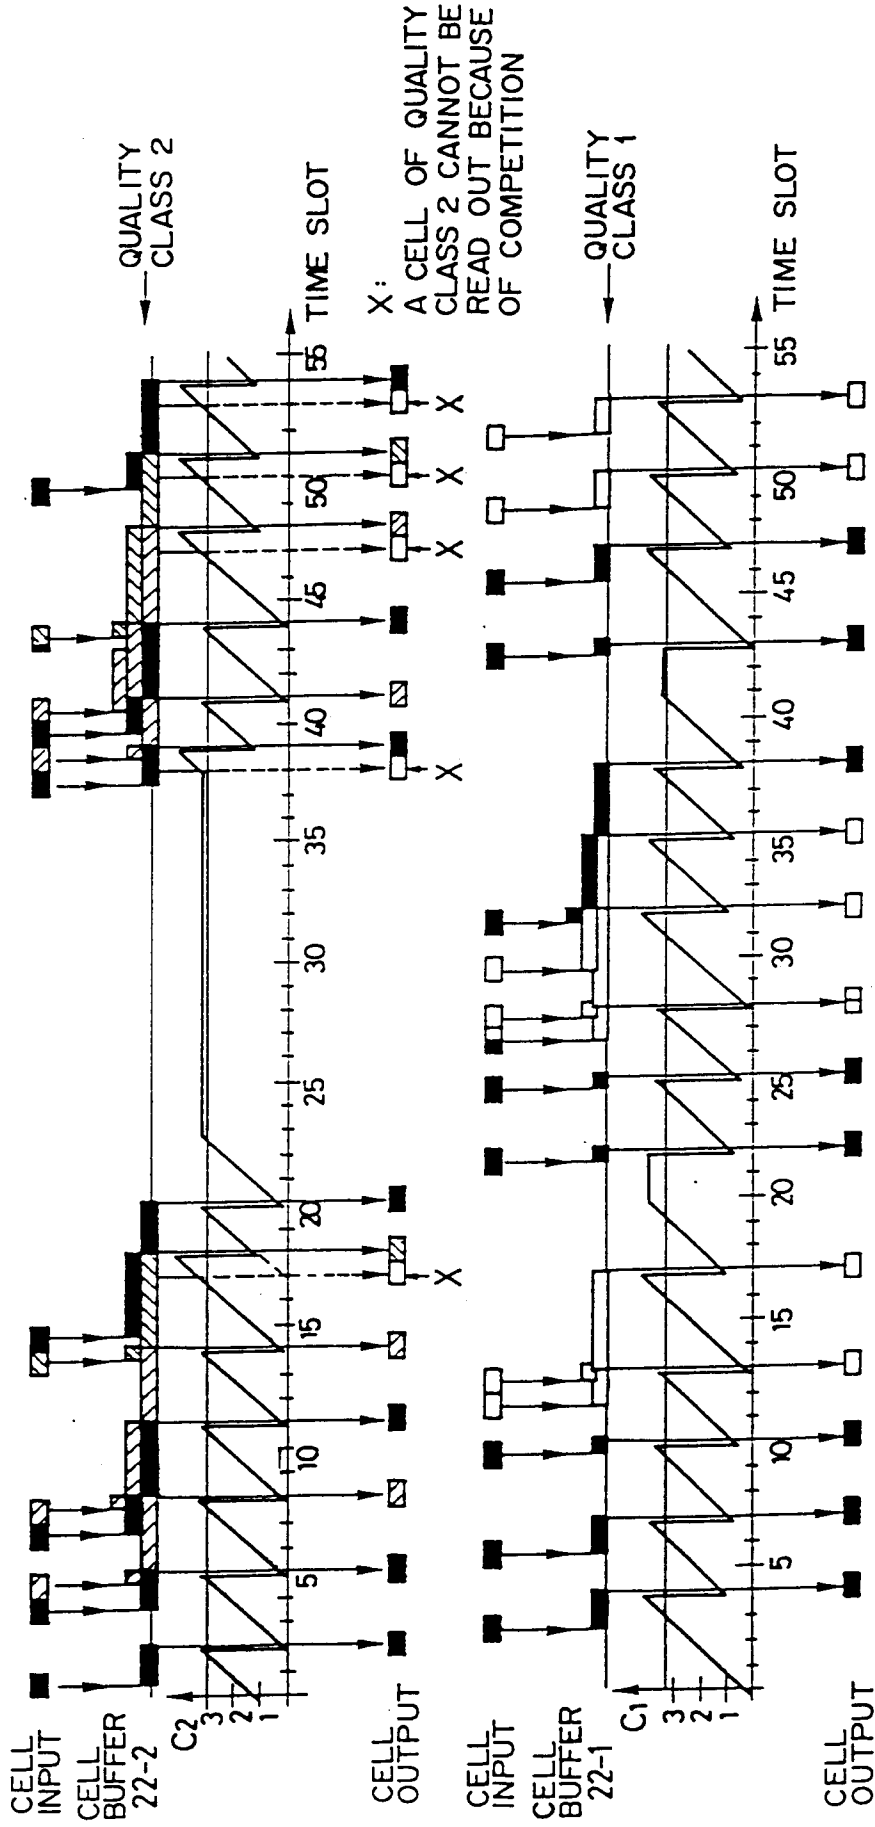 CELL
INPUT
CELL
BUFFER
22-2
C2
3
2
1
CELL
OUTPUT
5
10
15
20
25
30
35
40
45
50
55
TIME SLOT
QUALITY
CLASS 2
X
X
X
X
X
X:
A CELL OF QUALITY
CLASS 2 CANNOT BE
READ OUT BECAUSE
OF COMPETITION
CELL
INPUT
CELL
BUFFER
22-1
C1
3
2
1
CELL
OUTPUT
5
10
15
20
25
30
35
40
45
50
55
TIME SLOT
QUALITY
CLASS 1